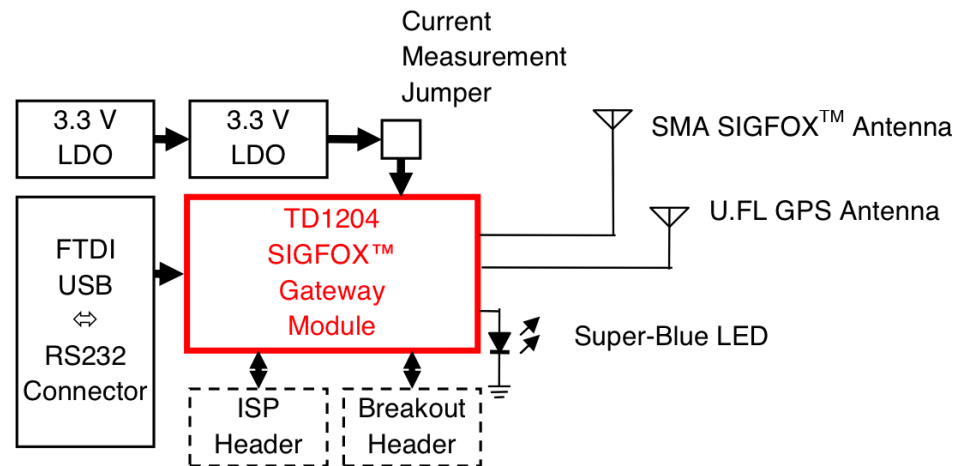 Current
Measurement
Jumper
3.3 V
LDO
3.3 V
LDO
SMA SIGFOX™ Antenna
U.FL GPS Antenna
TD1204
SIGFOX™
Gateway
Module
FTDI
USB
⇔
RS232
Connector
Super-Blue LED
ISP
Header
Breakout
Header